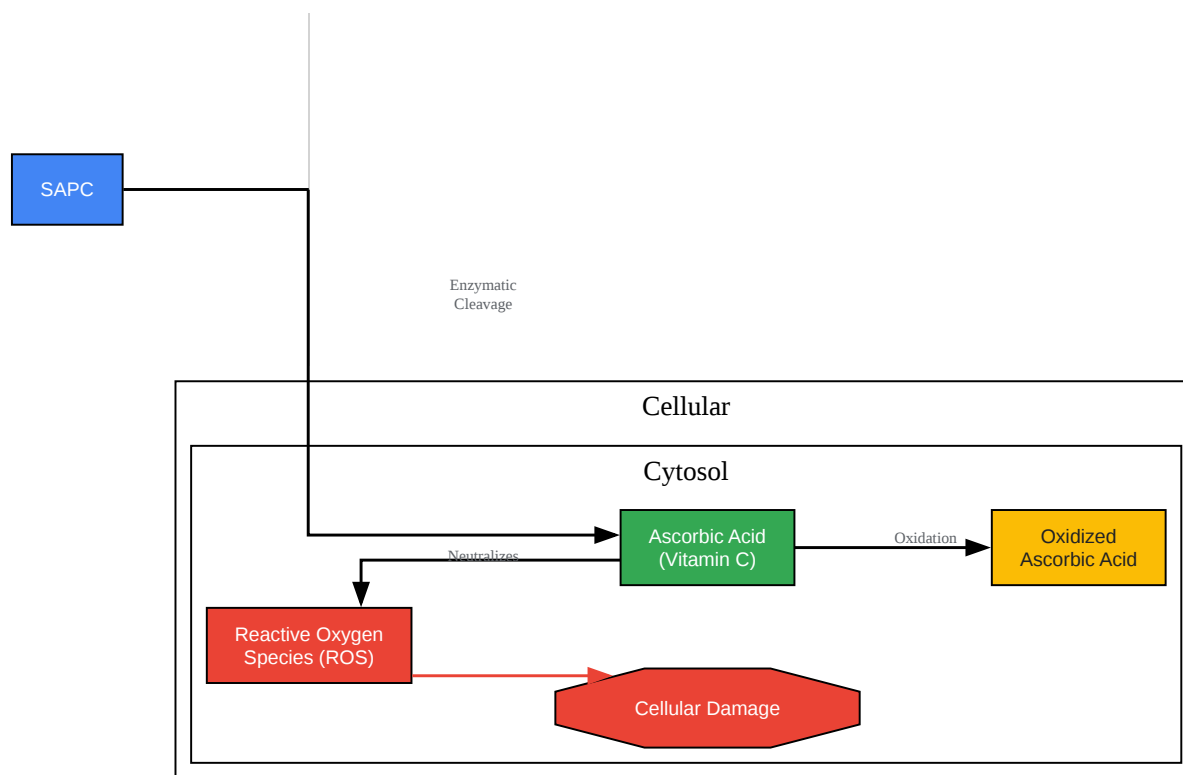 SAPC
Enzymatic
Cleavage
Cellular
Cytosol
Ascorbic Acid
(Vitamin C)
Oxidation
Oxidized
Ascorbic Acid
Neutralizes
Reactive Oxygen
Species (ROS)
Cellular Damage